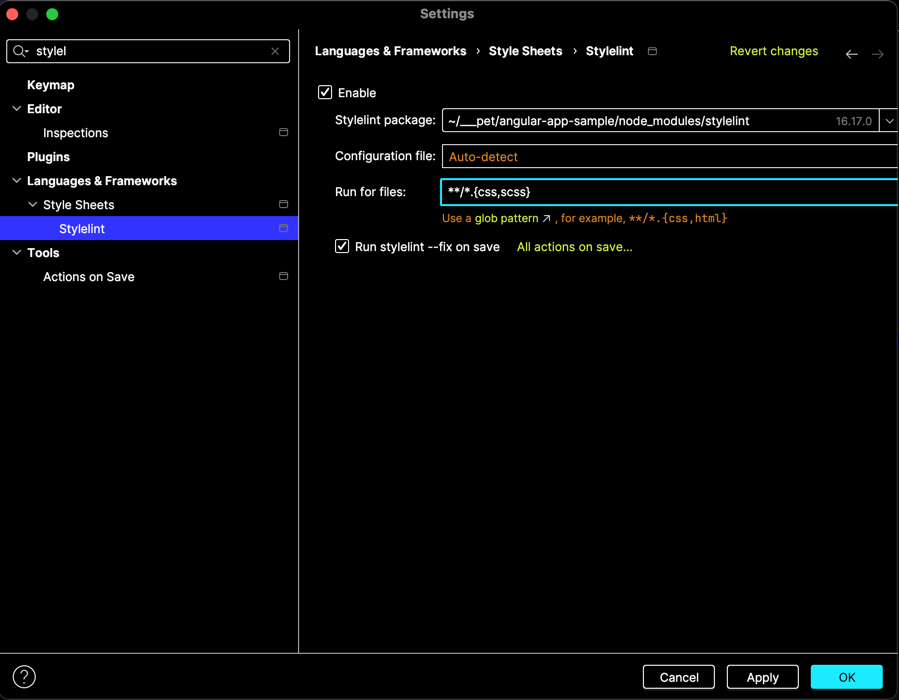 Settings
stylel
Keymap
Editor
Inspections
Plugins
Languages & Frameworks
Style Sheets
Stylelint
Tools
Actions on Save
Languages & Frameworks › Style Sheets › Stylelint
Revert changes
Enable
Stylelint package: ~/___pet/angular-app-sample/node_modules/stylelint 16.17.0
Configuration file: Auto-detect
Run for files: **/*.{css,scss}
Use a glob pattern ↗ , for example, **/*.{css,html}
Run stylelint --fix on save All actions on save...
? Cancel Apply OK